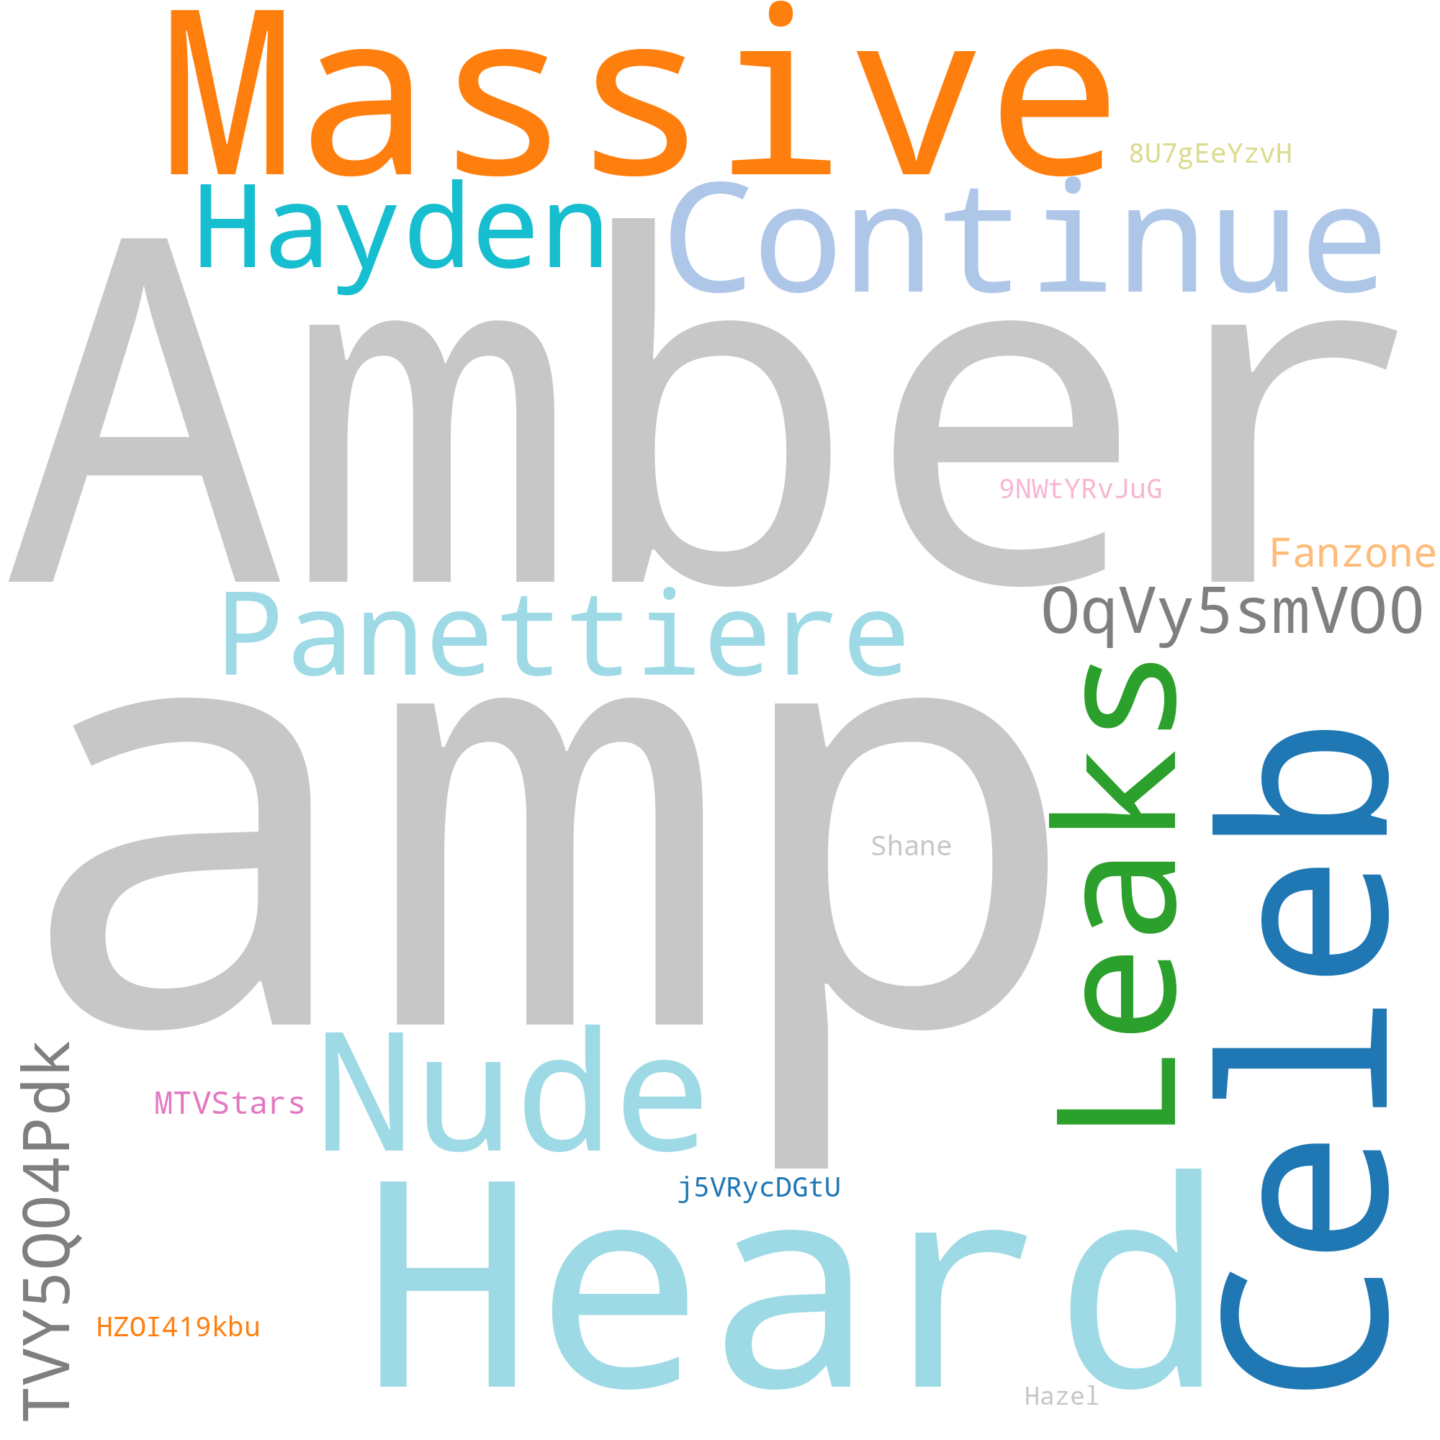 Massive
8U7gEeYzvH
Hayden
Continue
Amber
9NWtYRvJuG
Fanzone
Panettiere
OqVy5smVOO
amp
Leaks
Celeb
Shane
Nude
MTVStars
TVY5QO4Pdk
j5VRycDGtU
Heard
HZOI419kbu
Hazel